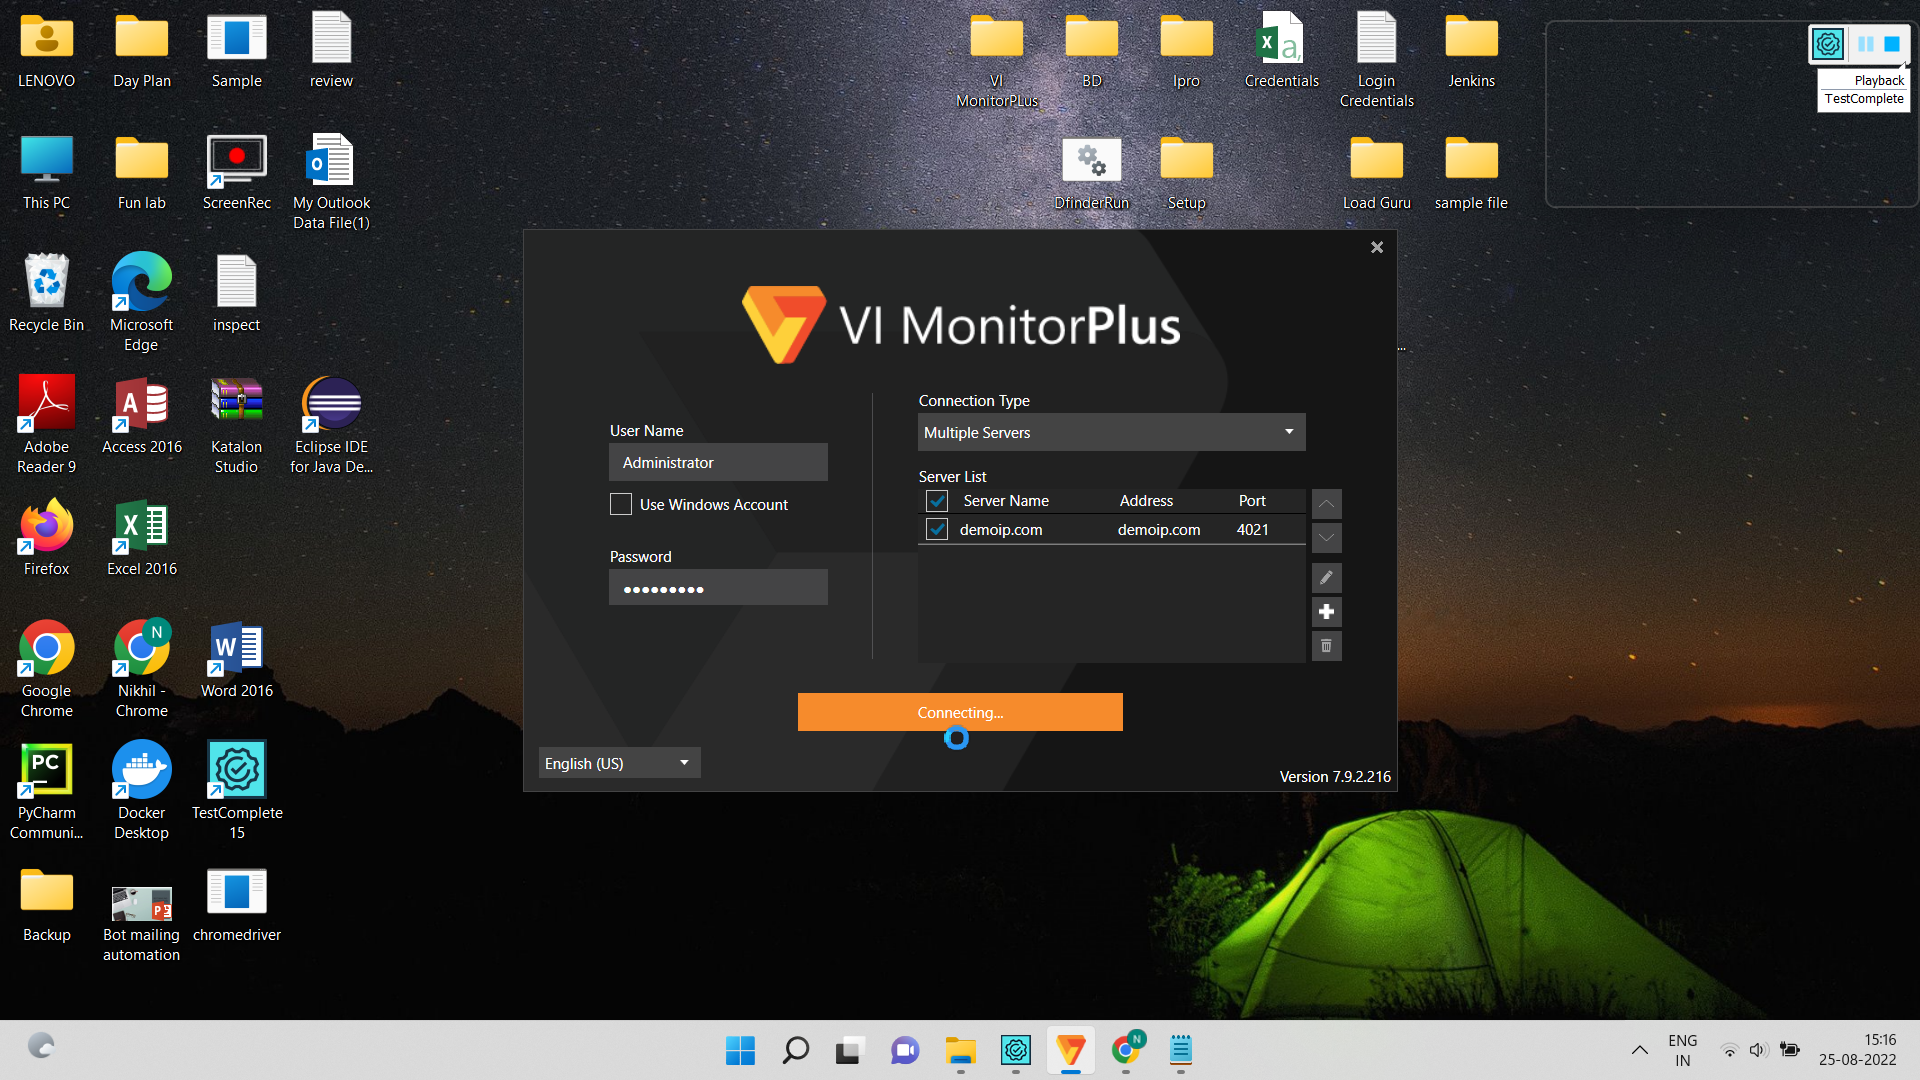 LENOVO
Day Plan
Sample
review
VI
MonitorPLus
BD
Ipro
Credentials
Login
Credentials
Jenkins
Playback
TestComplete
This PC
Fun lab
ScreenRec
My Outlook
Data File(1)
DfinderRun
Setup
Load Guru
sample file
Recycle Bin
Microsoft
Edge
inspect
VI MonitorPlus
...
Adobe
Reader 9
Access 2016
Katalon
Studio
Eclipse IDE
for Java De...
User Name
Administrator
Use Windows Account
Password
•••••••••
Connection Type
Multiple Servers
Server List
Server Name Address Port
demoip.com demoip.com 4021
Connecting...
English (US)
Version 7.9.2.216
Firefox
Excel 2016
Google
Chrome
N
Nikhil -
Chrome
Word 2016
PC
PyCharm
Communi...
Docker
Desktop
TestComplete
15
Backup
Bot mailing
automation
chromedriver
N
ENG
IN
15:16
25-08-2022